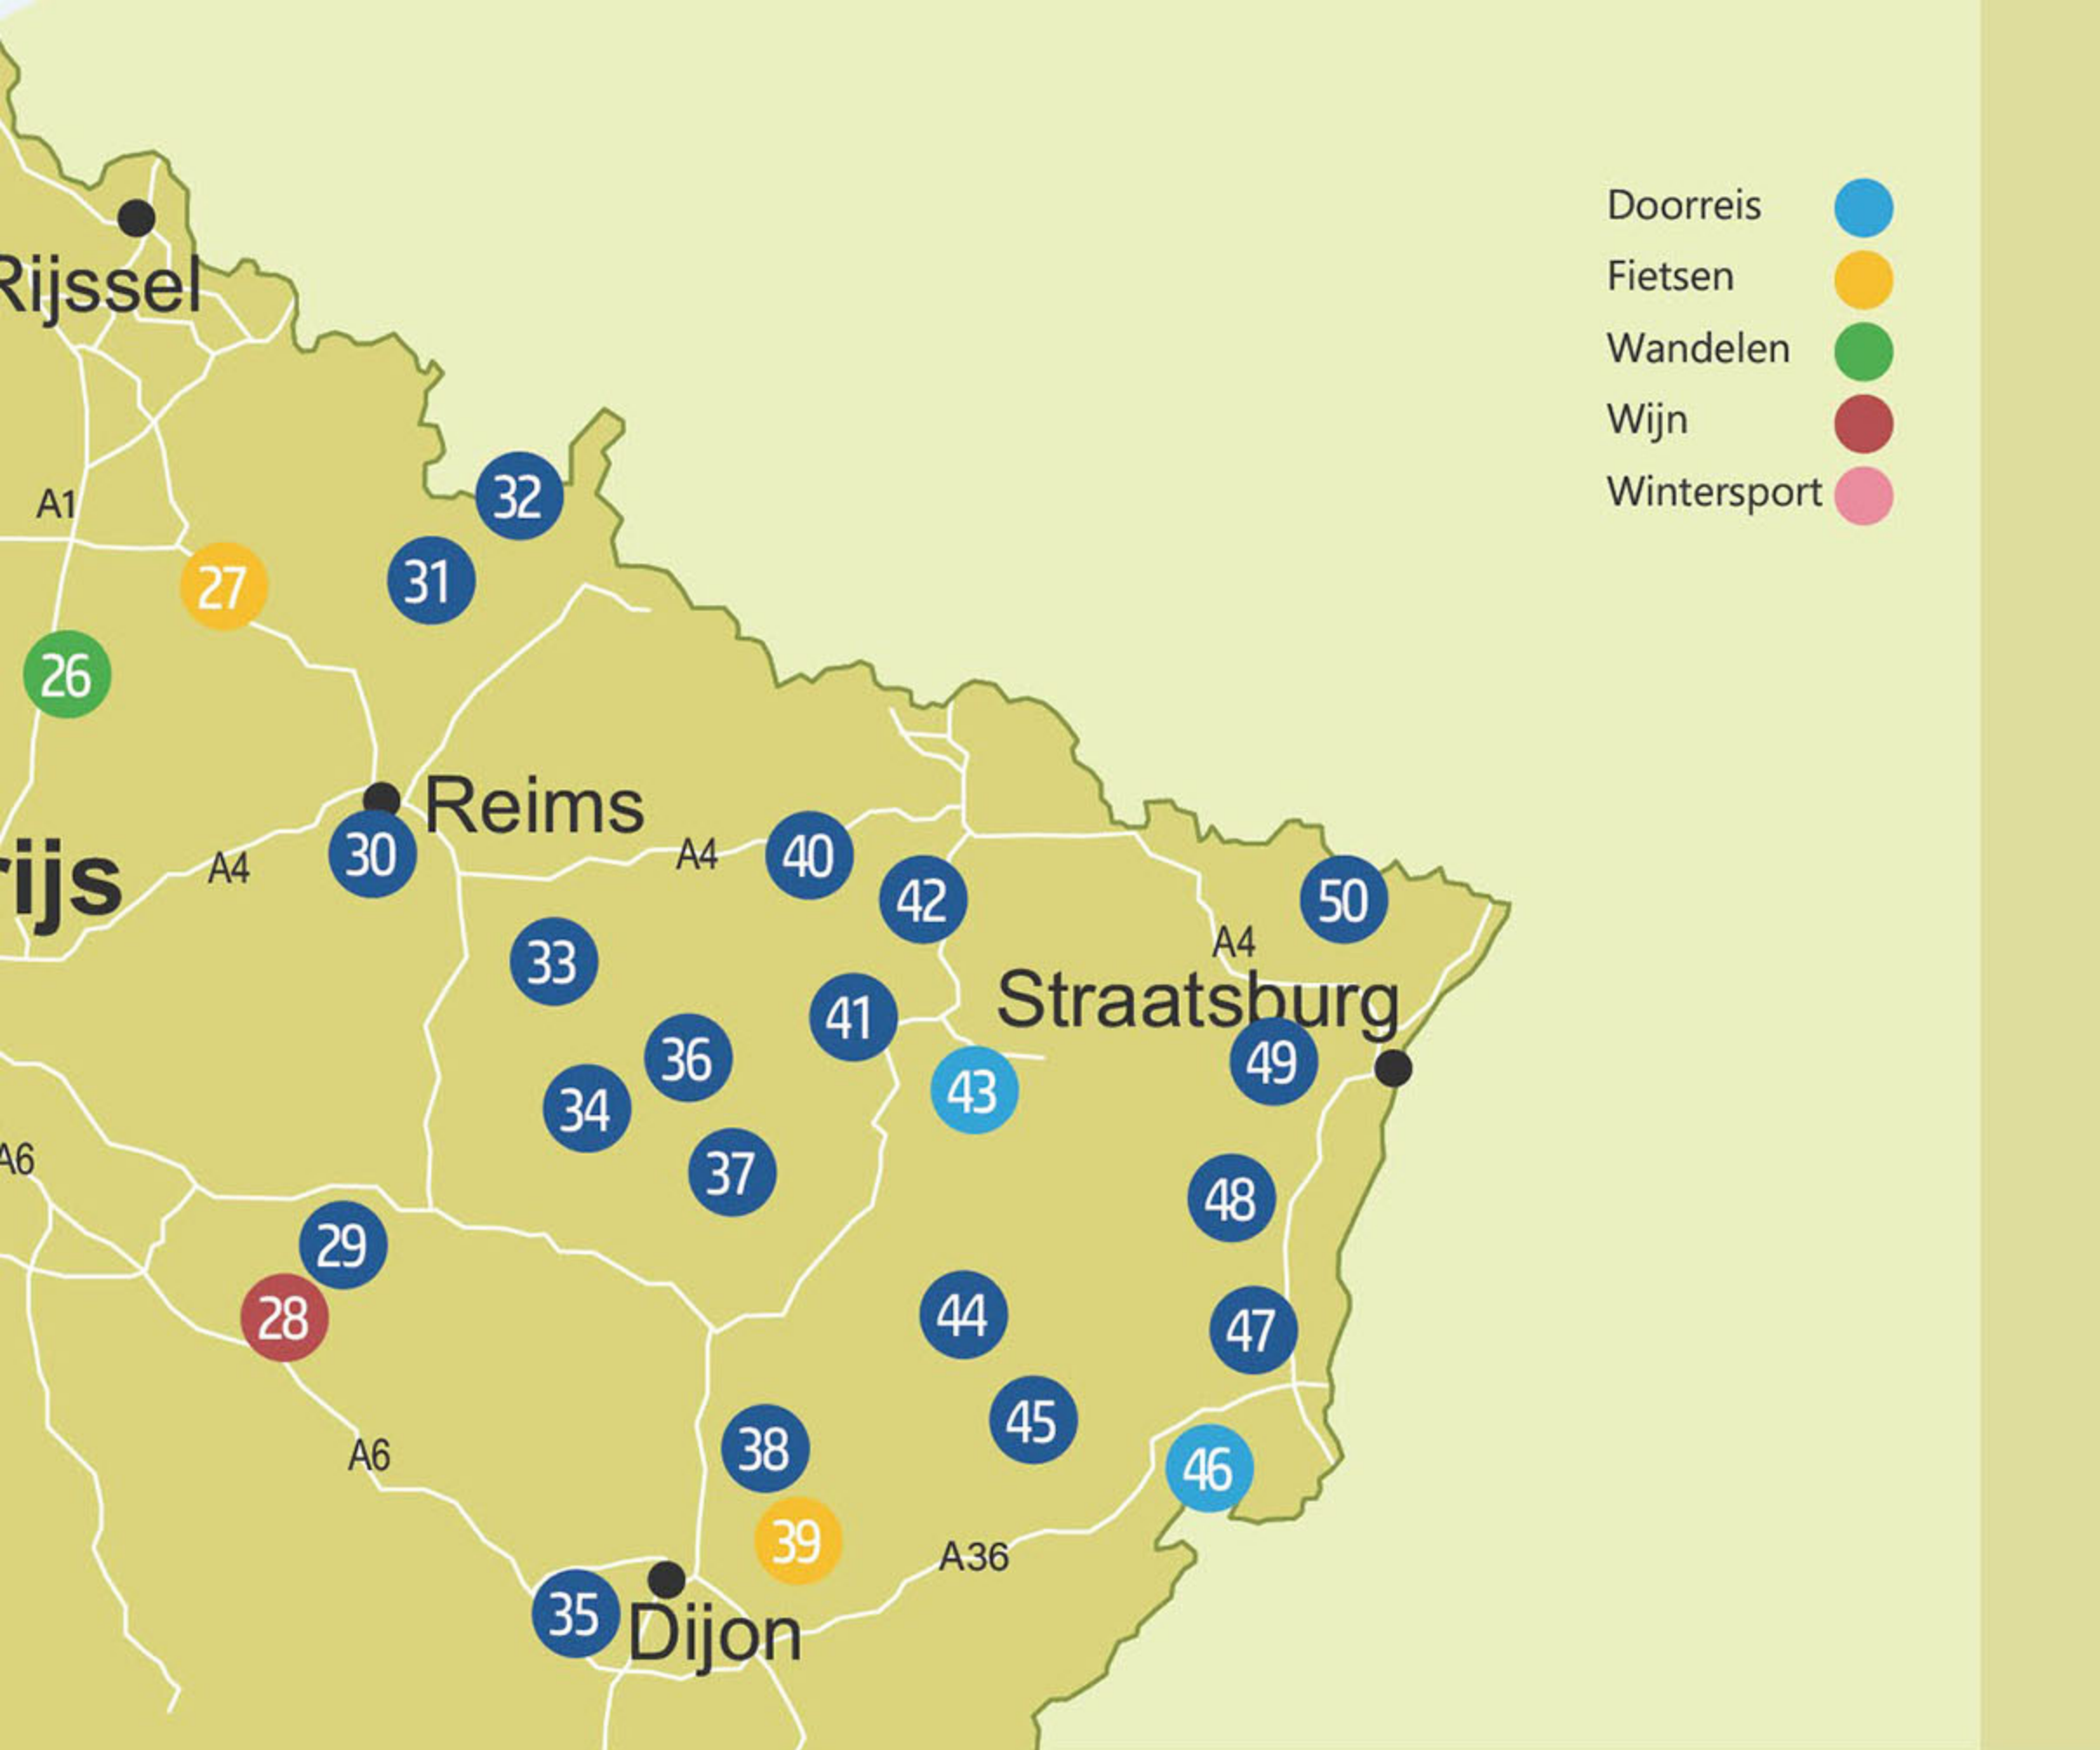 Doorreis
Fietsen
Wandelen
Wijn
Wintersport
Rijssel
A1
32
31
27
26
Reims
30
A4
A4
40
42
50
rijs
33
A4
41
Straatsburg
36
49
43
34
A6
37
48
29
28
44
47
45
38
A6
46
39
A36
35
Dijon